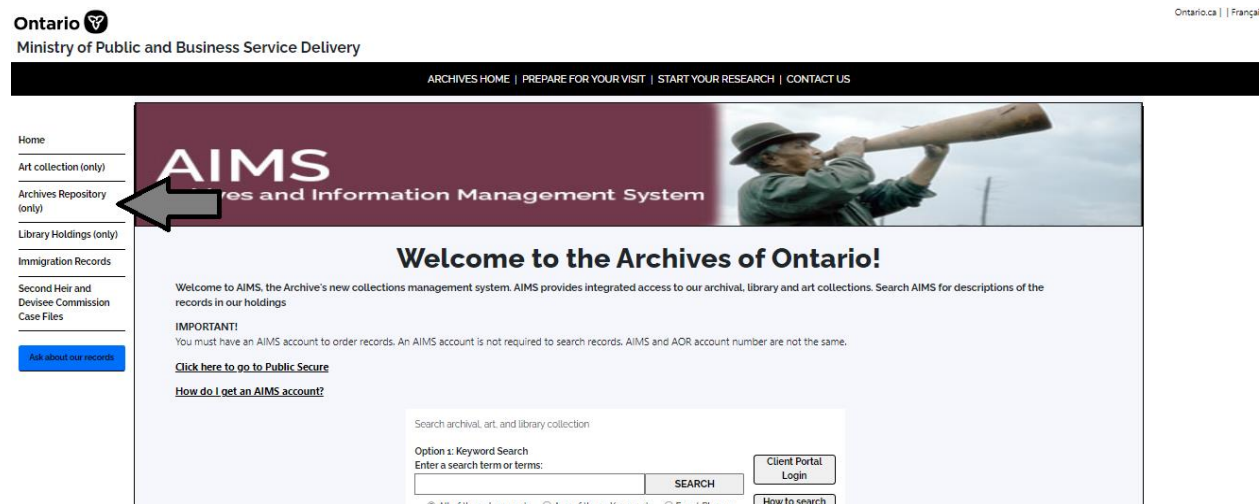 Ontario
Ontario.ca | | Françai
Ministry of Public and Business Service Delivery
ARCHIVES HOME | PREPARE FOR YOUR VISIT | START YOUR RESEARCH | CONTACT US
Home
Art collection (only)
Archives Repository
(only)
Library Holdings (only)
Immigration Records
Second Heir and
Devisee Commission
Case Files
Ask about our records
AIMS
ves and Information Management System
Welcome to the Archives of Ontario!
Welcome to AIMS, the Archive's new collections management system. AIMS provides integrated access to our archival, library and art collections. Search AIMS for descriptions of the
records in our holdings
IMPORTANT!
You must have an AIMS account to order records. An AIMS account is not required to search records. AIMS and AOR account number are not the same.
Click here to go to Public Secure
How do I get an AIMS account?
Search archival, art, and library collection
Option 1: Keyword Search
Enter a search term or terms:
SEARCH
Client Portal
Login
How to search